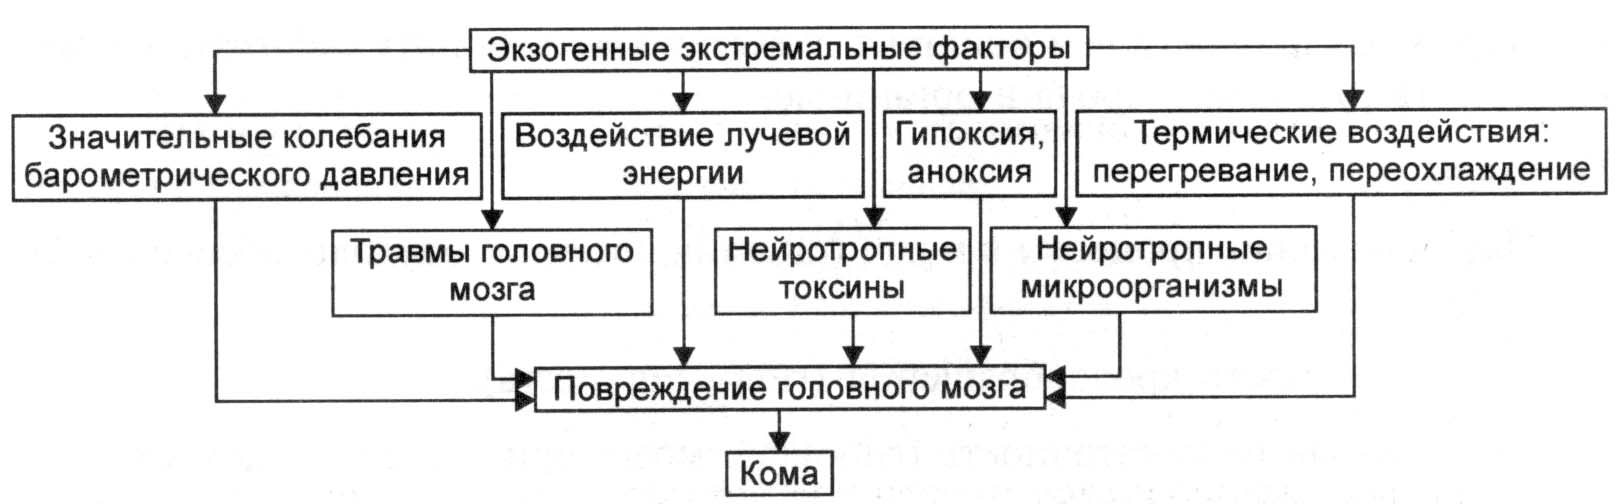 Экзогенные экстремальные факторы
Значительные колебания
барометрического давления
Воздействие лучевой
энергии
Гипоксия,
аноксия
Термические воздействия:
перегревание, переохлаждение
Травмы головного
мозга
Нейротропные
токсины
Нейротропные
микроорганизмы
Повреждение головного мозга
Кома